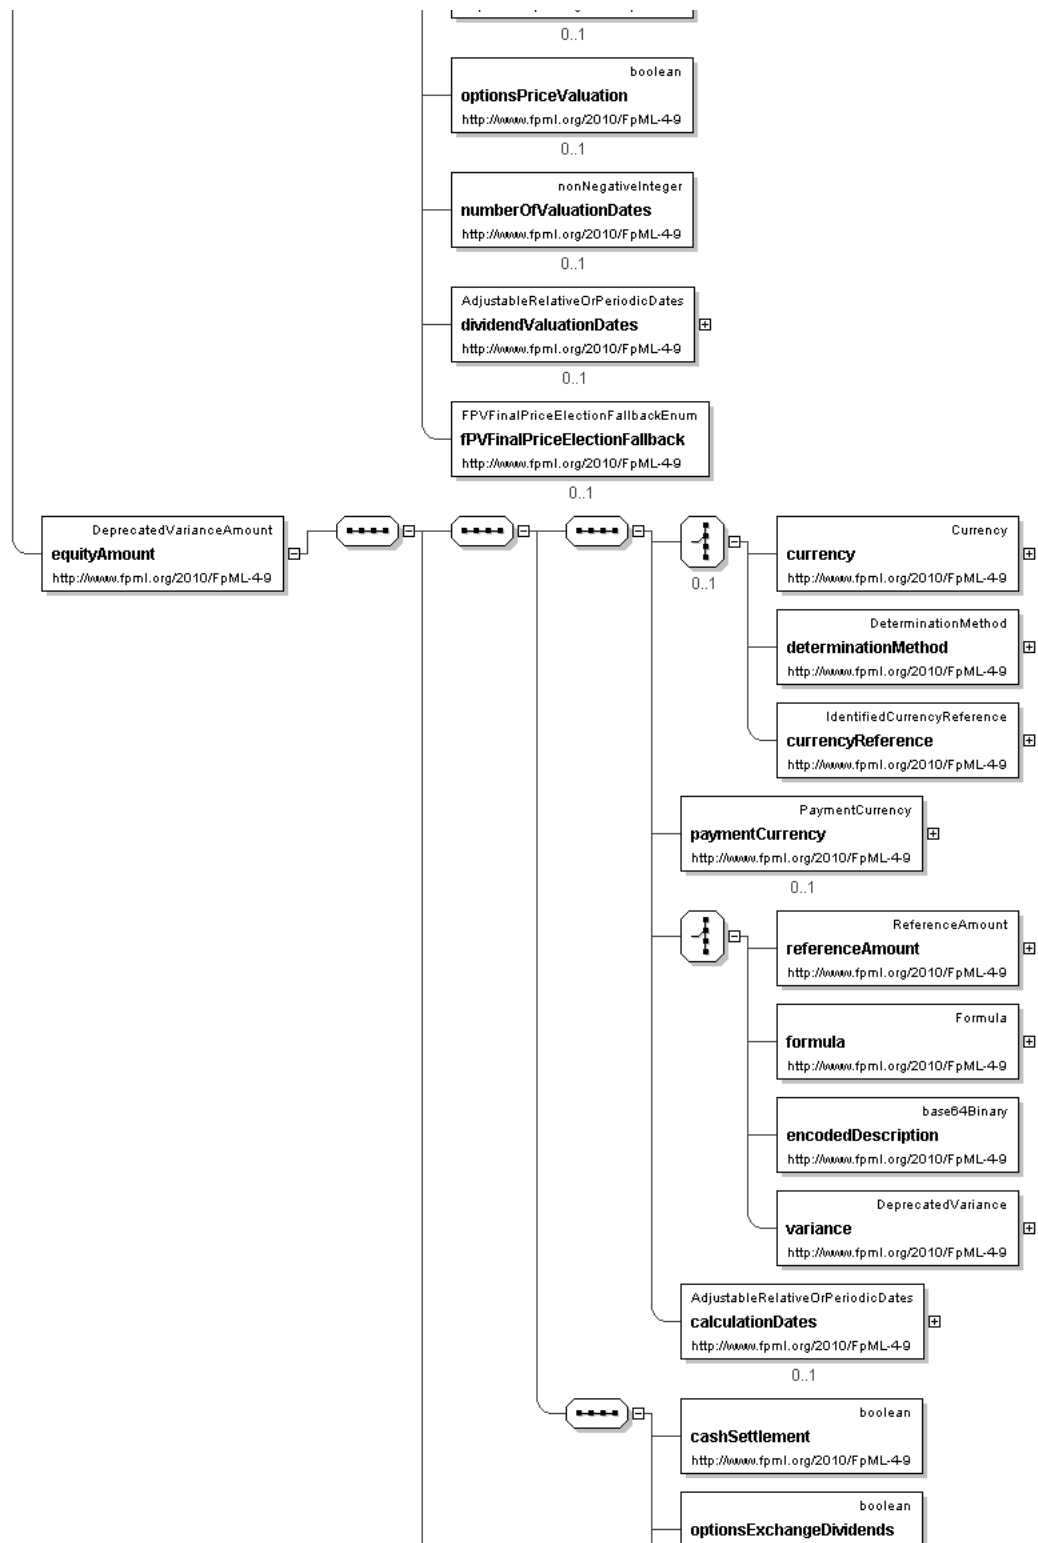 0..1
boolean
optionsPriceValuation
http://www.fpml.org/2010/FpML-4-9
0..1
nonNegativeInteger
numberOfValuationDates
http://www.fpml.org/2010/FpML-4-9
0..1
AdjustableRelativeOrPeriodicDates
dividendValuationDates
http://www.fpml.org/2010/FpML-4-9
0..1
FPVFinalPriceElectionFallbackEnum
fPVFinalPriceElectionFallback
http://www.fpml.org/2010/FpML-4-9
0..1
DeprecatedVarianceAmount
equityAmount
http://www.fpml.org/2010/FpML-4-9
0..1
Currency
currency
http://www.fpml.org/2010/FpML-4-9
DeterminationMethod
determinationMethod
http://www.fpml.org/2010/FpML-4-9
IdentifiedCurrencyReference
currencyReference
http://www.fpml.org/2010/FpML-4-9
PaymentCurrency
paymentCurrency
http://www.fpml.org/2010/FpML-4-9
0..1
ReferenceAmount
referenceAmount
http://www.fpml.org/2010/FpML-4-9
Formula
formula
http://www.fpml.org/2010/FpML-4-9
base64Binary
encodedDescription
http://www.fpml.org/2010/FpML-4-9
DeprecatedVariance
variance
http://www.fpml.org/2010/FpML-4-9
AdjustableRelativeOrPeriodicDates
calculationDates
http://www.fpml.org/2010/FpML-4-9
0..1
boolean
cashSettlement
http://www.fpml.org/2010/FpML-4-9
boolean
optionsExchangeDividends